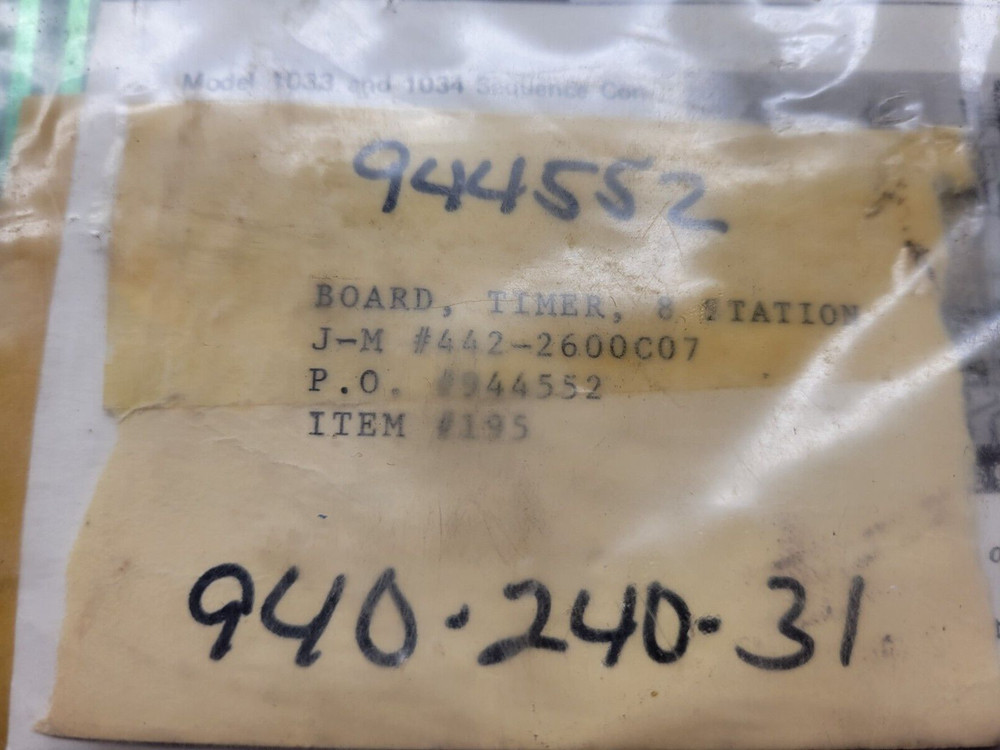 Model 1033 and 1034 Sequence Con
944552
BOARD, TIMER, 8 STATION
J-M #442-2600C07
P.O. #944552
ITEM #195
940-240-31